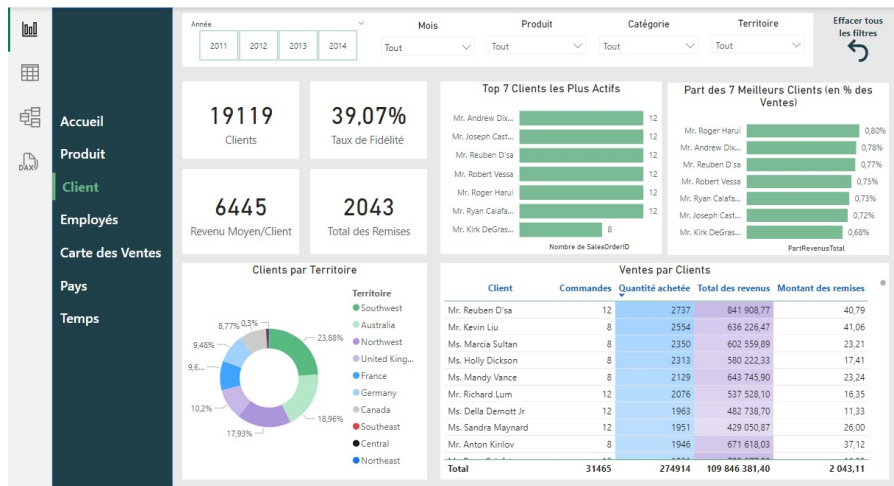 Année
2011 2012 2013 2014
Mois
Tout
Produit
Tout
Catégorie
Tout
Territoire
Tout
Effacer tous
les filtres
DAX
Accueil
Produit
Client
Employés
Carte des Ventes
Pays
Temps
19119
Clients
39,07%
Taux de Fidélité
6445
Revenu Moyen/Client
2043
Total des Remises
Top 7 Clients les Plus Actifs
Mr. Andrew Dix... 12
Mr. Joseph Cast... 12
Mr. Reuben D'sa 12
Mr. Robert Vessa 12
Mr. Roger Harui 12
Mr. Ryan Calafa... 12
Mr. Kirk DeGras... 8
Nombre de SalesOrderID
Part des 7 Meilleurs Clients (en % des
Ventes)
Mr. Roger Harui 0,80%
Mr. Andrew Dix... 0,78%
Mr. Reuben D'sa 0,77%
Mr. Robert Vessa 0,75%
Mr. Ryan Calafa... 0,73%
Mr. Joseph Cast... 0,72%
Mr. Kirk DeGras... 0,68%
PartRevenusTotal
Clients par Territoire
23,88%
18,96%
17,93%
10,2%
9,6...
9,48%
8,77%
0,3%
Territoire
Southwest
Australia
Northwest
United King...
France
Germany
Canada
Southeast
Central
Northeast
Ventes par Clients
Client Commandes Quantité achetée Total des revenus Montant des remises
Mr. Reuben D'sa 12 2737 841 908,77 40,79
Mr. Kevin Liu 8 2554 636 226,47 41,06
Ms. Marcia Sultan 8 2350 602 559,89 23,21
Ms. Holly Dickson 8 2313 580 222,33 17,41
Ms. Mandy Vance 8 2129 643 745,90 23,24
Mr. Richard Lum 12 2076 537 528,10 16,35
Ms. Della Demott Jr 12 1963 482 738,70 11,33
Ms. Sandra Maynard 12 1951 429 050,87 26,00
Mr. Anton Kirilov 8 1946 671 618,03 37,12
Total 31465 274914 109 846 381,40 2 043,11